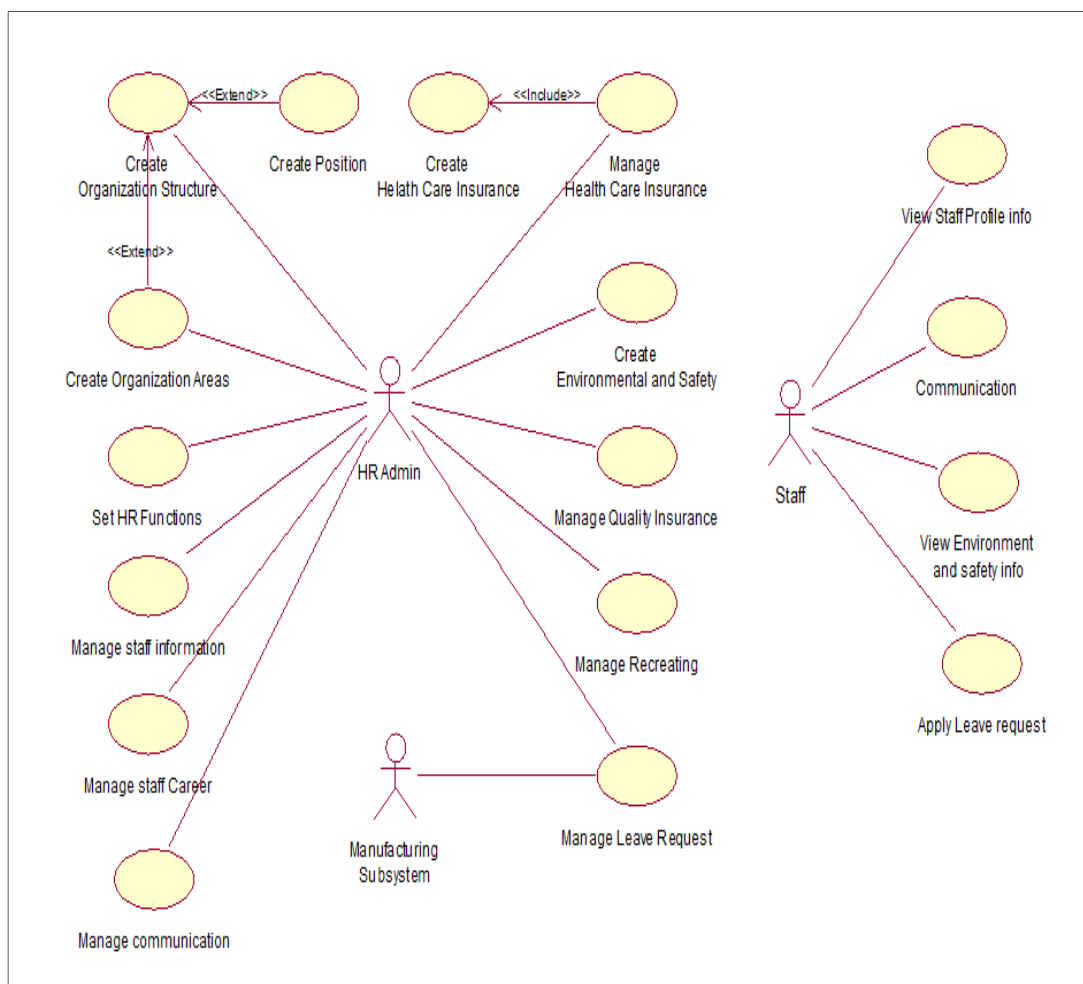 <<Extend>>
<<Include>>
Create
Organization Structure
Create Position
Create
Helath Care Insurance
Manage
Health Care Insurance
View Staff Profile info
<<Extend>>
Create Organization Areas
Create
Environmental and Safety
Communication
HR Admin
Set HR Functions
Manage Quality Insurance
Staff
View Environment
and safety info
Manage staff information
Manage Recreating
Apply Leave request
Manage staff Career
Manufacturing
Subsystem
Manage Leave Request
Manage communication